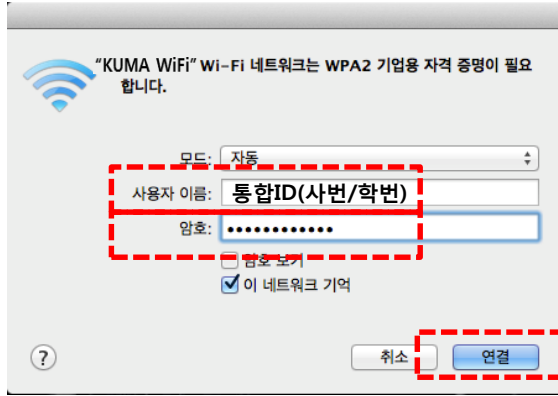 "KUMA WiFi" Wi-Fi 네트워크는 WPA2 기업용 자격 증명이 필요
합니다.
모드: 자동
사용자 이름: 통합ID(사번/학번)
암호: ••••••••••••
암호 보기
이 네트워크 기억
? 취소 연결